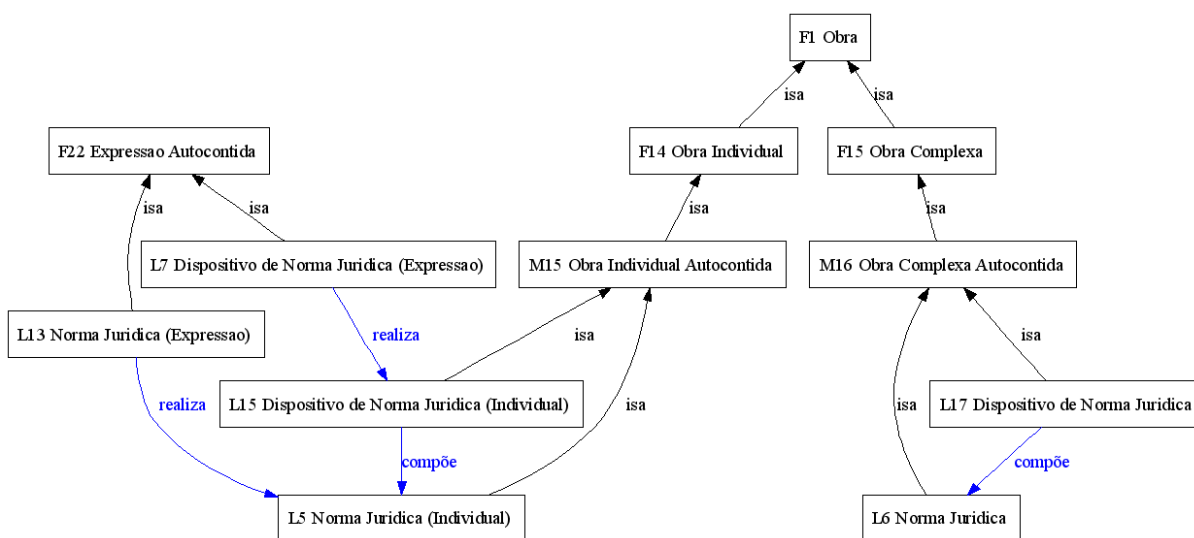 F1 Obra
isa
isa
F22 Expressao Autocontida
F14 Obra Individual
F15 Obra Complexa
isa
isa
isa
isa
L7 Dispositivo de Norma Juridica (Expressao)
M15 Obra Individual Autocontida
M16 Obra Complexa Autocontida
L13 Norma Juridica (Expressao)
realiza
isa
isa
L15 Dispositivo de Norma Juridica (Individual)
L17 Dispositivo de Norma Juridica
realiza
isa
isa
compõe
compõe
L5 Norma Juridica (Individual)
L6 Norma Juridica